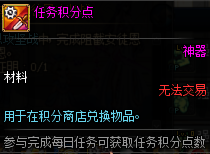 任务积分点
神器
材料
无法交易
用于在积分商店兑换物品。
参与完成每日任务可获取任务积分点数